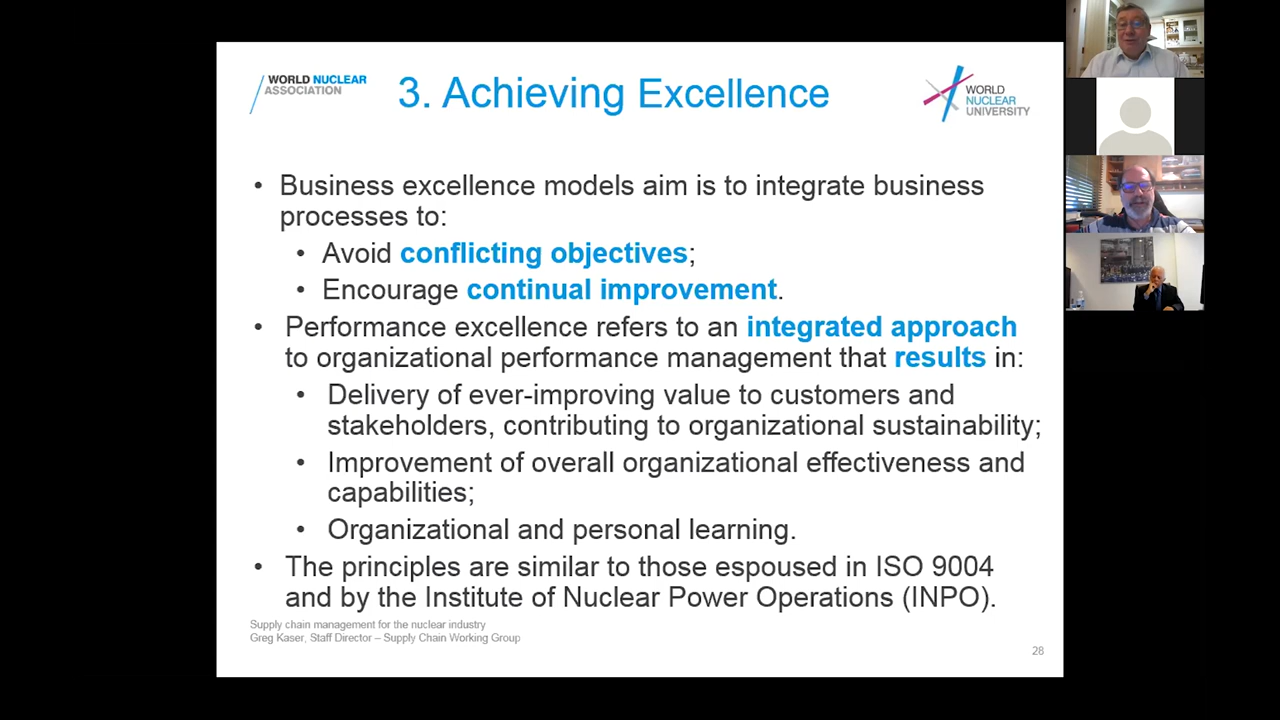 WORLD NUCLEAR
ASSOCIATION
3. Achieving Excellence
WORLD
NUCLEAR
UNIVERSITY
• Business excellence models aim is to integrate business
processes to:
• Avoid conflicting objectives;
• Encourage continual improvement.
• Performance excellence refers to an integrated approach
to organizational performance management that results in:
• Delivery of ever-improving value to customers and
stakeholders, contributing to organizational sustainability;
• Improvement of overall organizational effectiveness and
capabilities;
• Organizational and personal learning.
• The principles are similar to those espoused in ISO 9004
and by the Institute of Nuclear Power Operations (INPO).
Supply chain management for the nuclear industry
Greg Kaser, Staff Director – Supply Chain Working Group
28